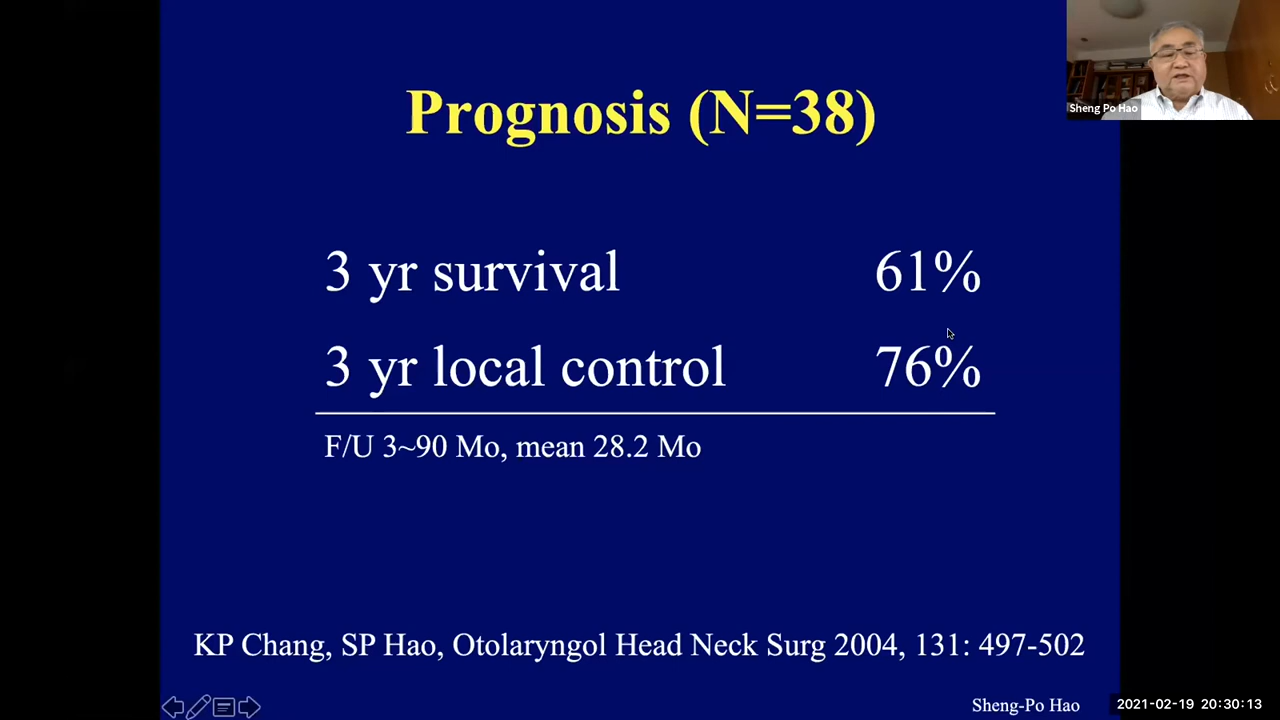 Prognosis (N=38)
Sheng Po Hao
3 yr survival 61%
3 yr local control 76%
F/U 3~90 Mo, mean 28.2 Mo
KP Chang, SP Hao, Otolaryngol Head Neck Surg 2004, 131: 497-502
Sheng-Po Hao
2021-02-19 20:30:13